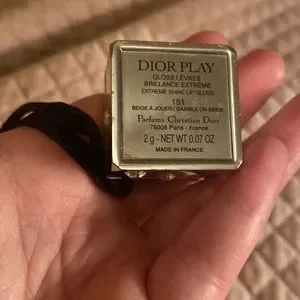 DIOR PLAY
GLOSS LÈVRES
BRILLANCE EXTRÊME
EXTREME SHINE LIP GLOSS
151
BEIGE À JOUER / GAMBLE ON BEIGE
Parfums Christian Dior
75008 Paris - France
2 g - NET WT 0.07 OZ
MADE IN FRANCE